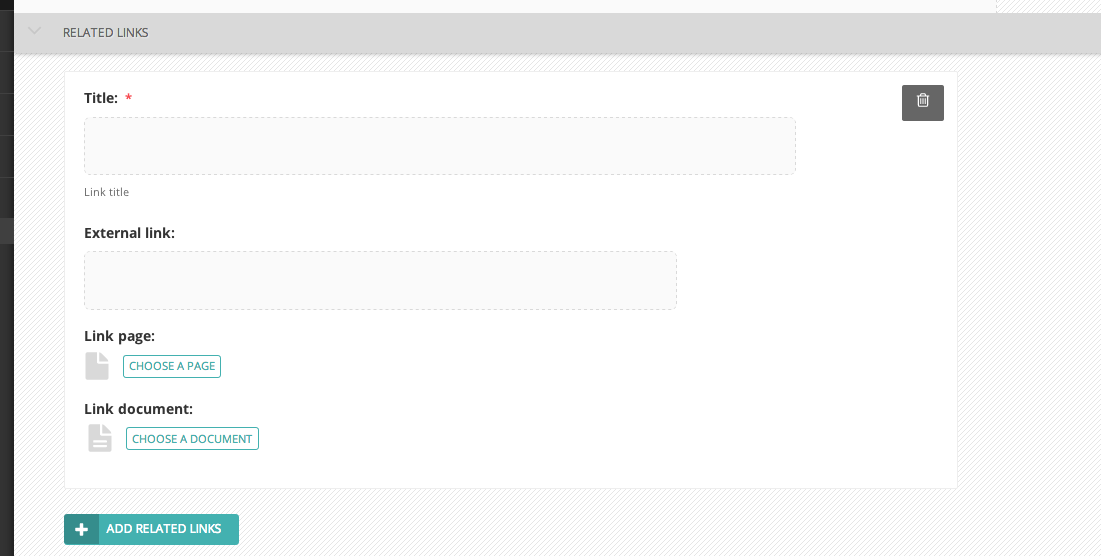 RELATED LINKS
Title: *
Link title
External link:
Link page:
CHOOSE A PAGE
Link document:
CHOOSE A DOCUMENT
ADD RELATED LINKS